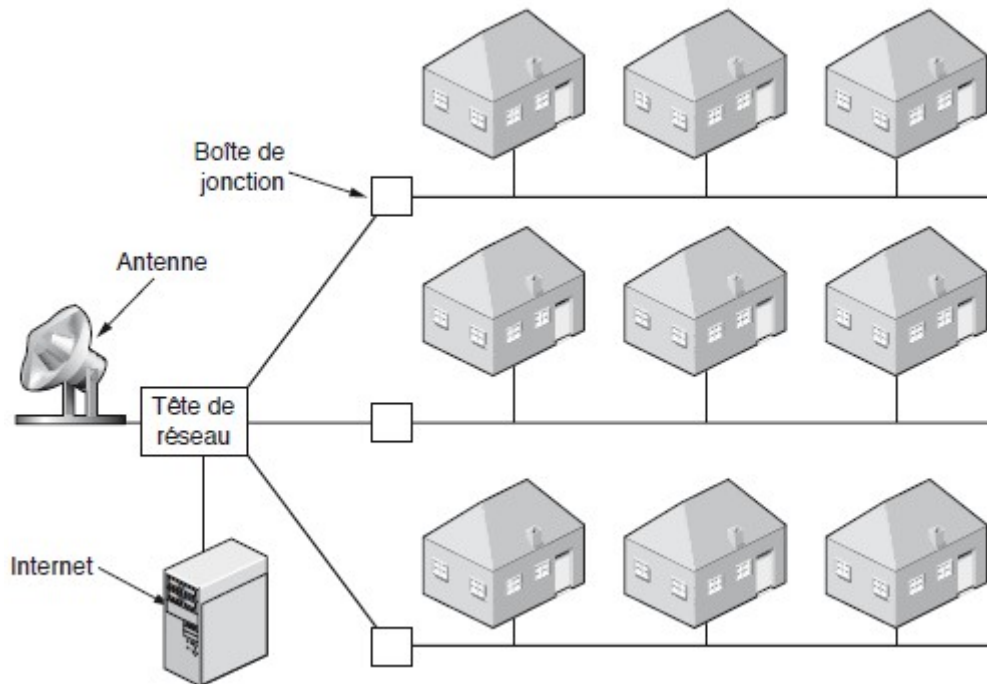 Boîte de
jonction
Antenne
Tête de
réseau
Internet